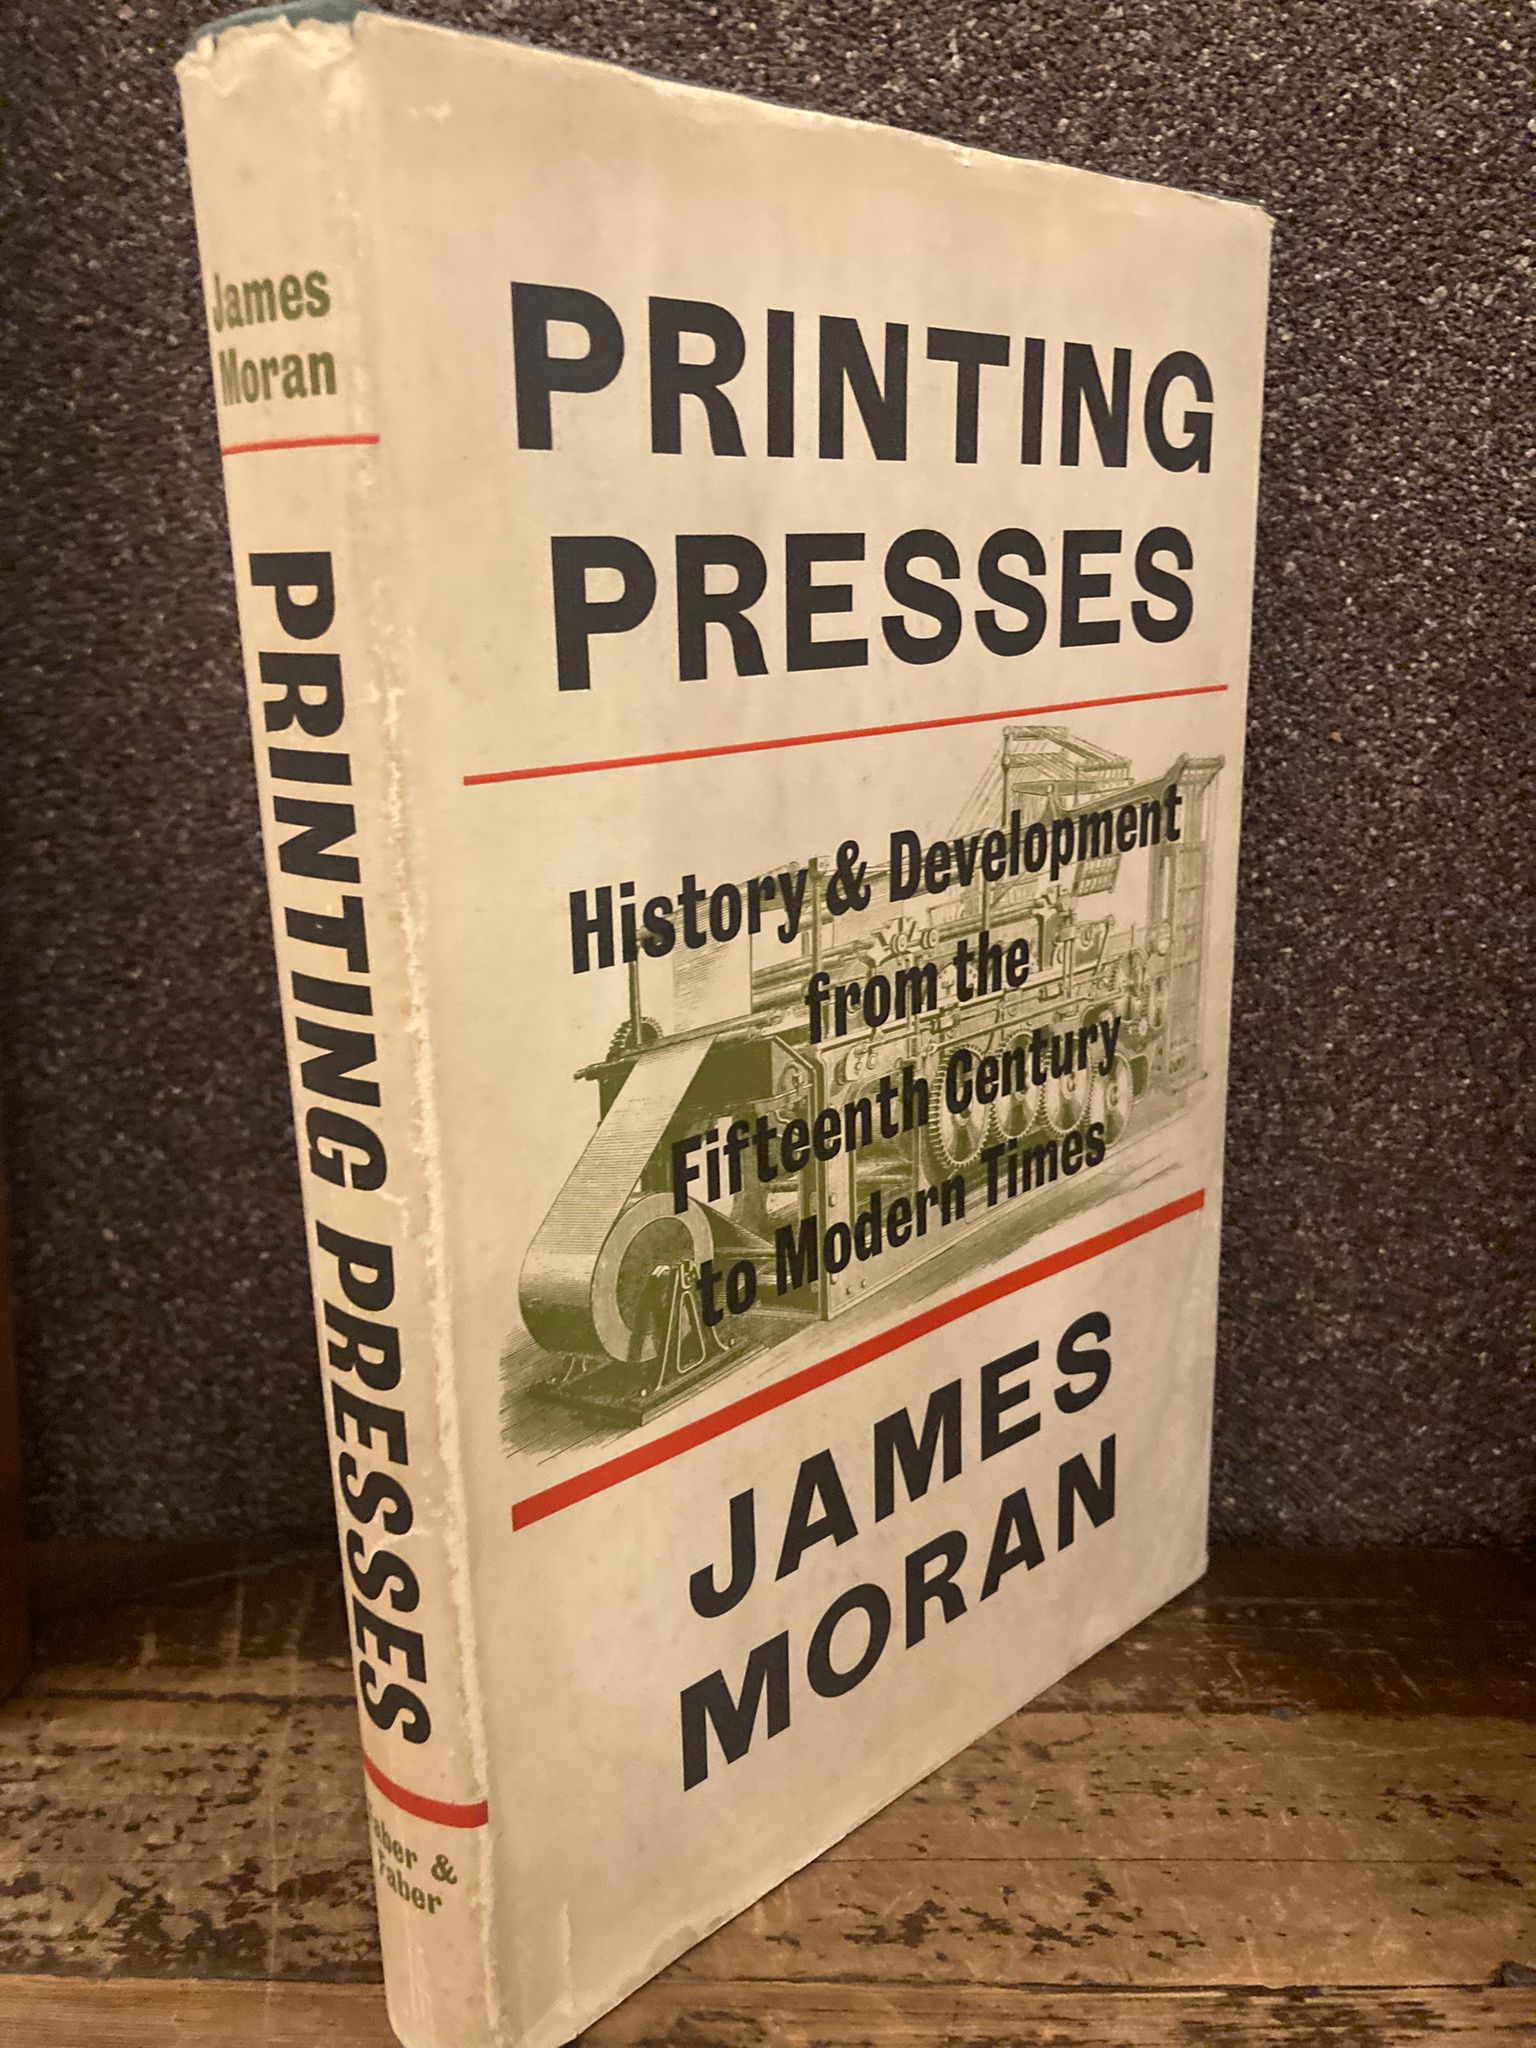 James
Moran
PRINTING PRESSES
Faber &
Faber
PRINTING
PRESSES
History & Development
from the
Fifteenth Century
to Modern Times
JAMES
MORAN